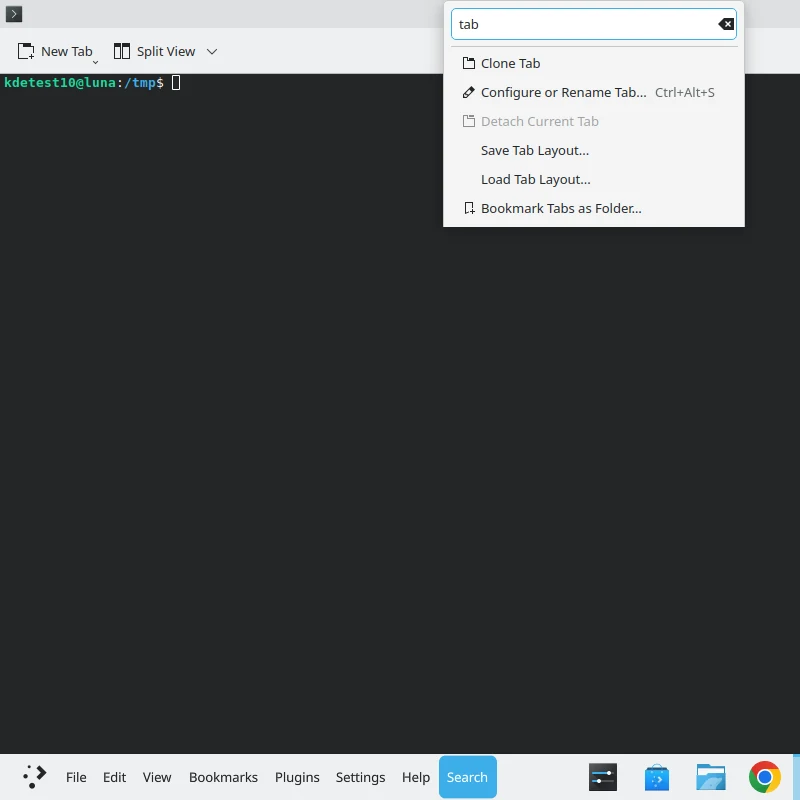 tab
New Tab Split View
Clone Tab
Configure or Rename Tab... Ctrl+Alt+S
Detach Current Tab
Save Tab Layout...
Load Tab Layout...
Bookmark Tabs as Folder...
kdetest10@luna:/tmp$
File Edit View Bookmarks Plugins Settings Help Search